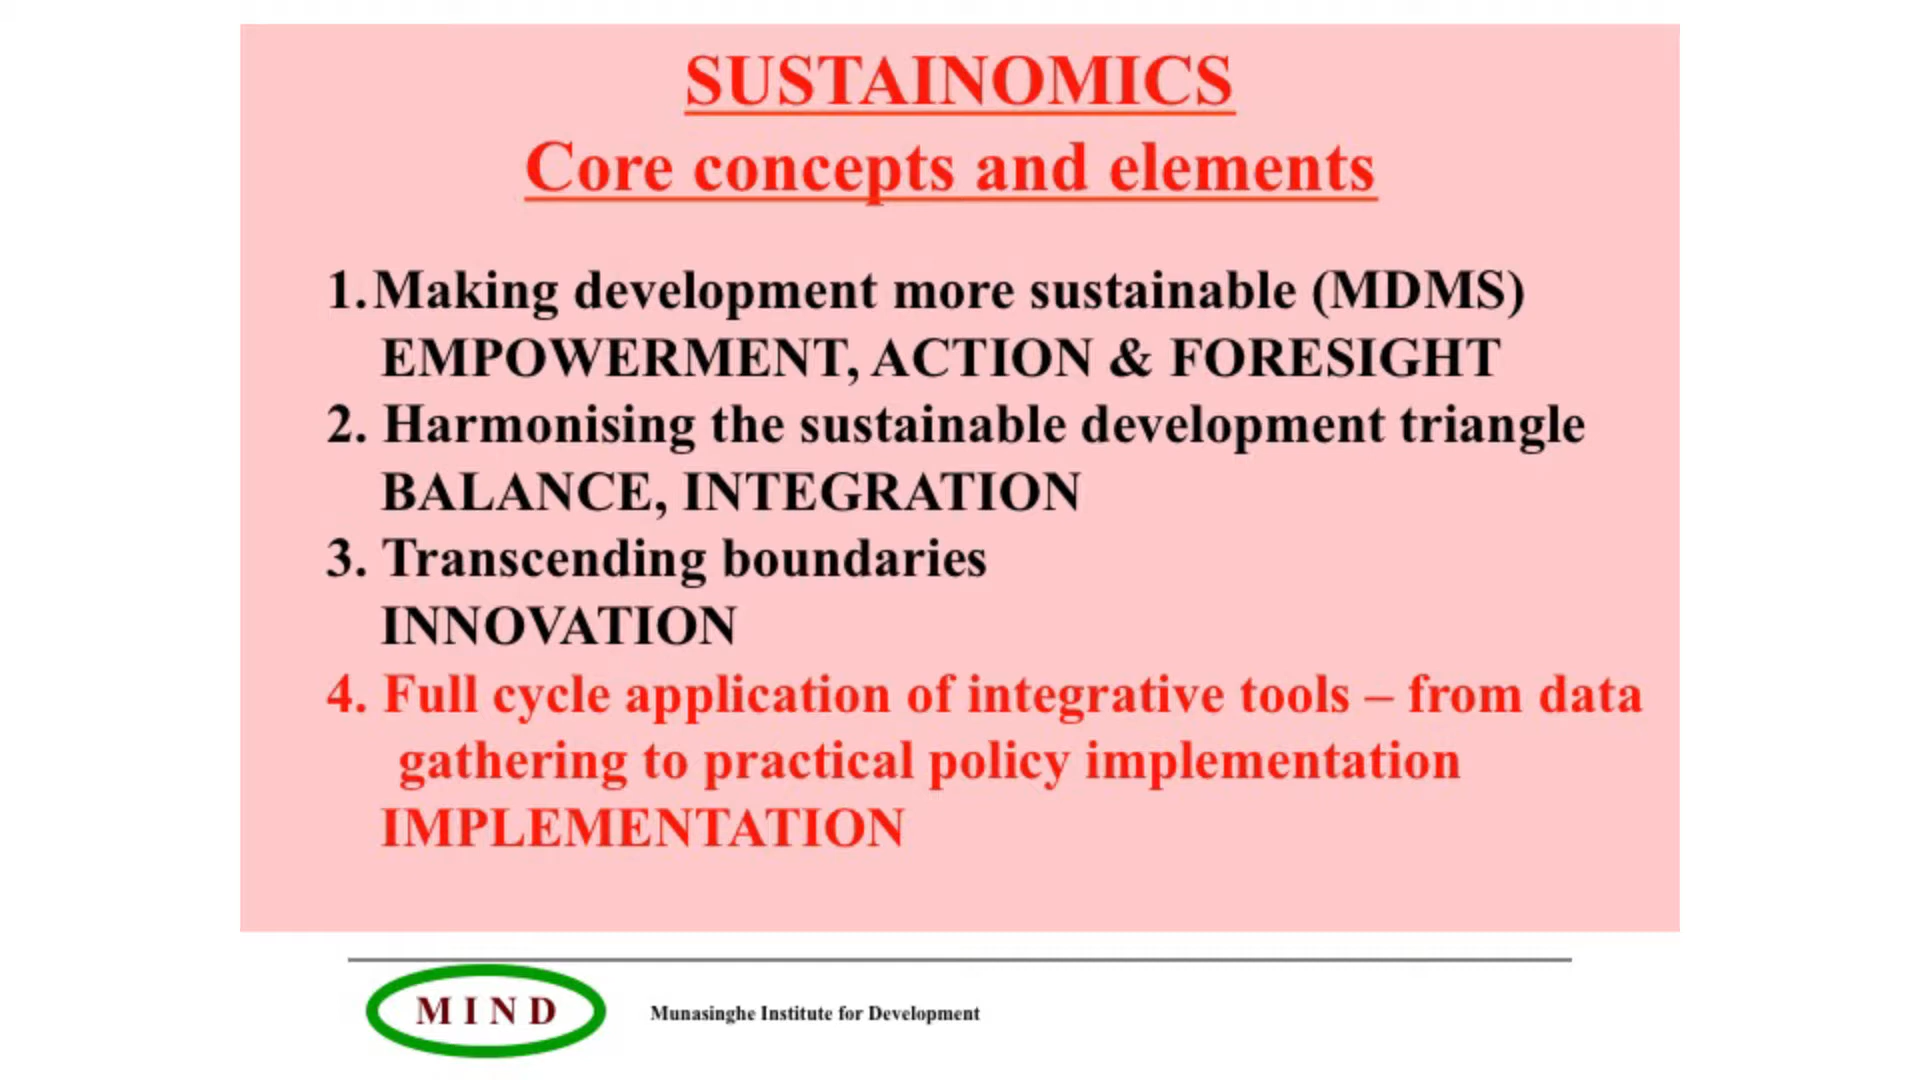 SUSTAINOMICS
Core concepts and elements
1. Making development more sustainable (MDMS)
EMPOWERMENT, ACTION & FORESIGHT
2. Harmonising the sustainable development triangle
BALANCE, INTEGRATION
3. Transcending boundaries
INNOVATION
4. Full cycle application of integrative tools – from data
gathering to practical policy implementation
IMPLEMENTATION
M I N D
Munasinghe Institute for Development